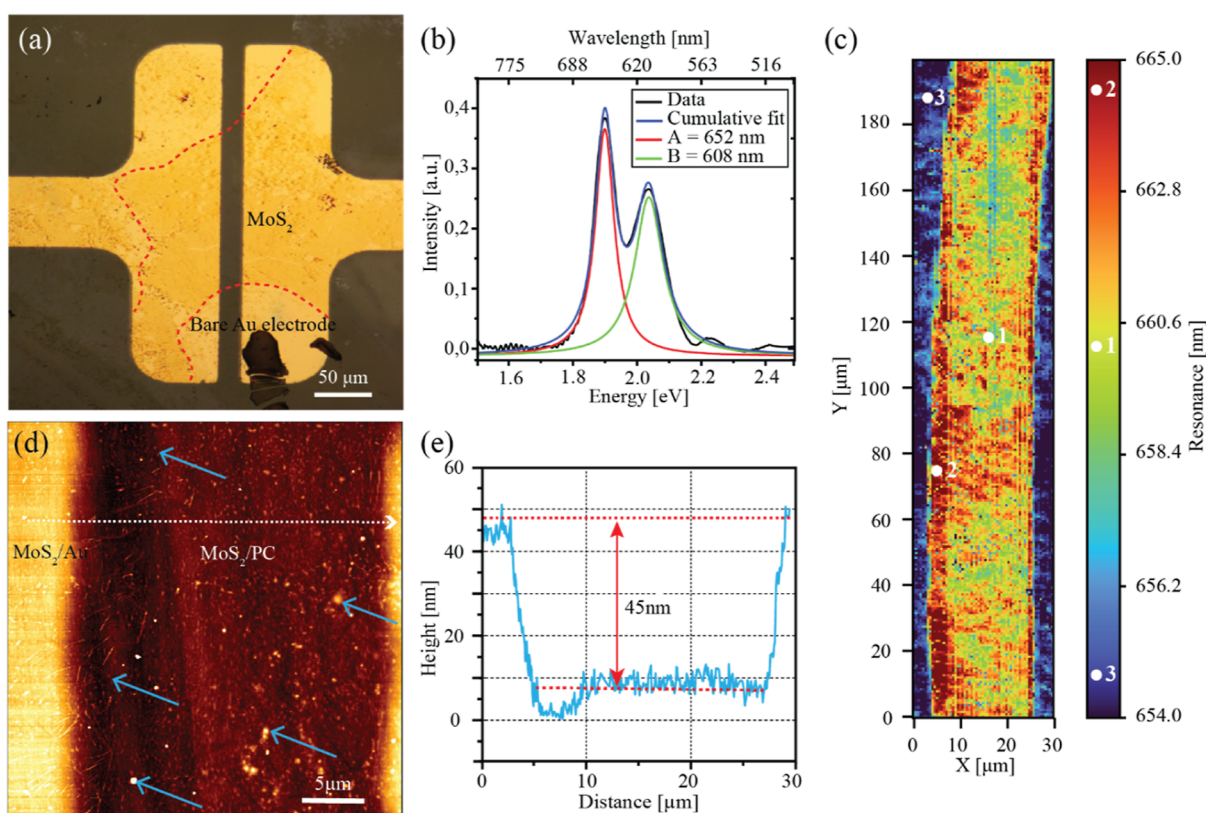 (a)
MoS2
Bare Au electrode
50 μm
(b)
Wavelength [nm]
775 688 620 563 516
Intensity [a.u.]
0,4
0,3
0,2
0,1
0,0
Data
Cumulative fit
A = 652 nm
B = 608 nm
1.6 1.8 2.0 2.2 2.4
Energy [eV]
(c)
Y [μm]
180
160
140
120
100
80
60
40
20
0
0 10 20 30
X [μm]
3
1
2
665.0
662.8
660.6
658.4
656.2
654.0
2
1
3
Resonance [nm]
(d)
MoS2/Au
MoS2/PC
5μm
(e)
Height [nm]
60
50
40
30
20
10
0
45nm
0 10 20 30
Distance [μm]